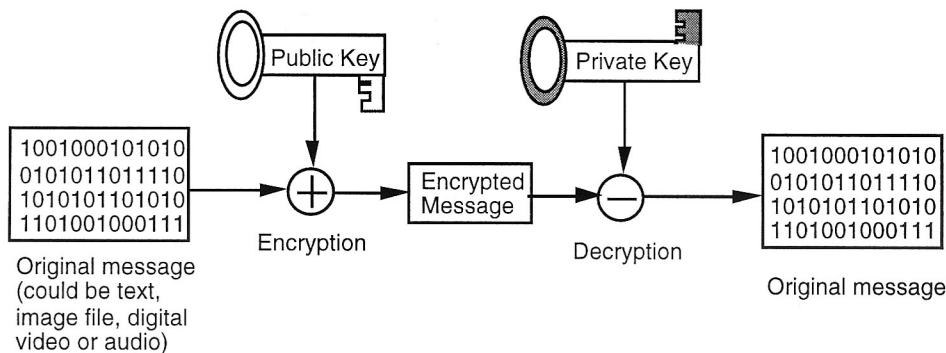 Public Key
Private Key
1001000101010
0101011011110
1010101101010
1101001000111
Encrypted
Message
1001000101010
0101011011110
1010101101010
1101001000111
Encryption
Decryption
Original message
(could be text,
image file, digital
video or audio)
Original message